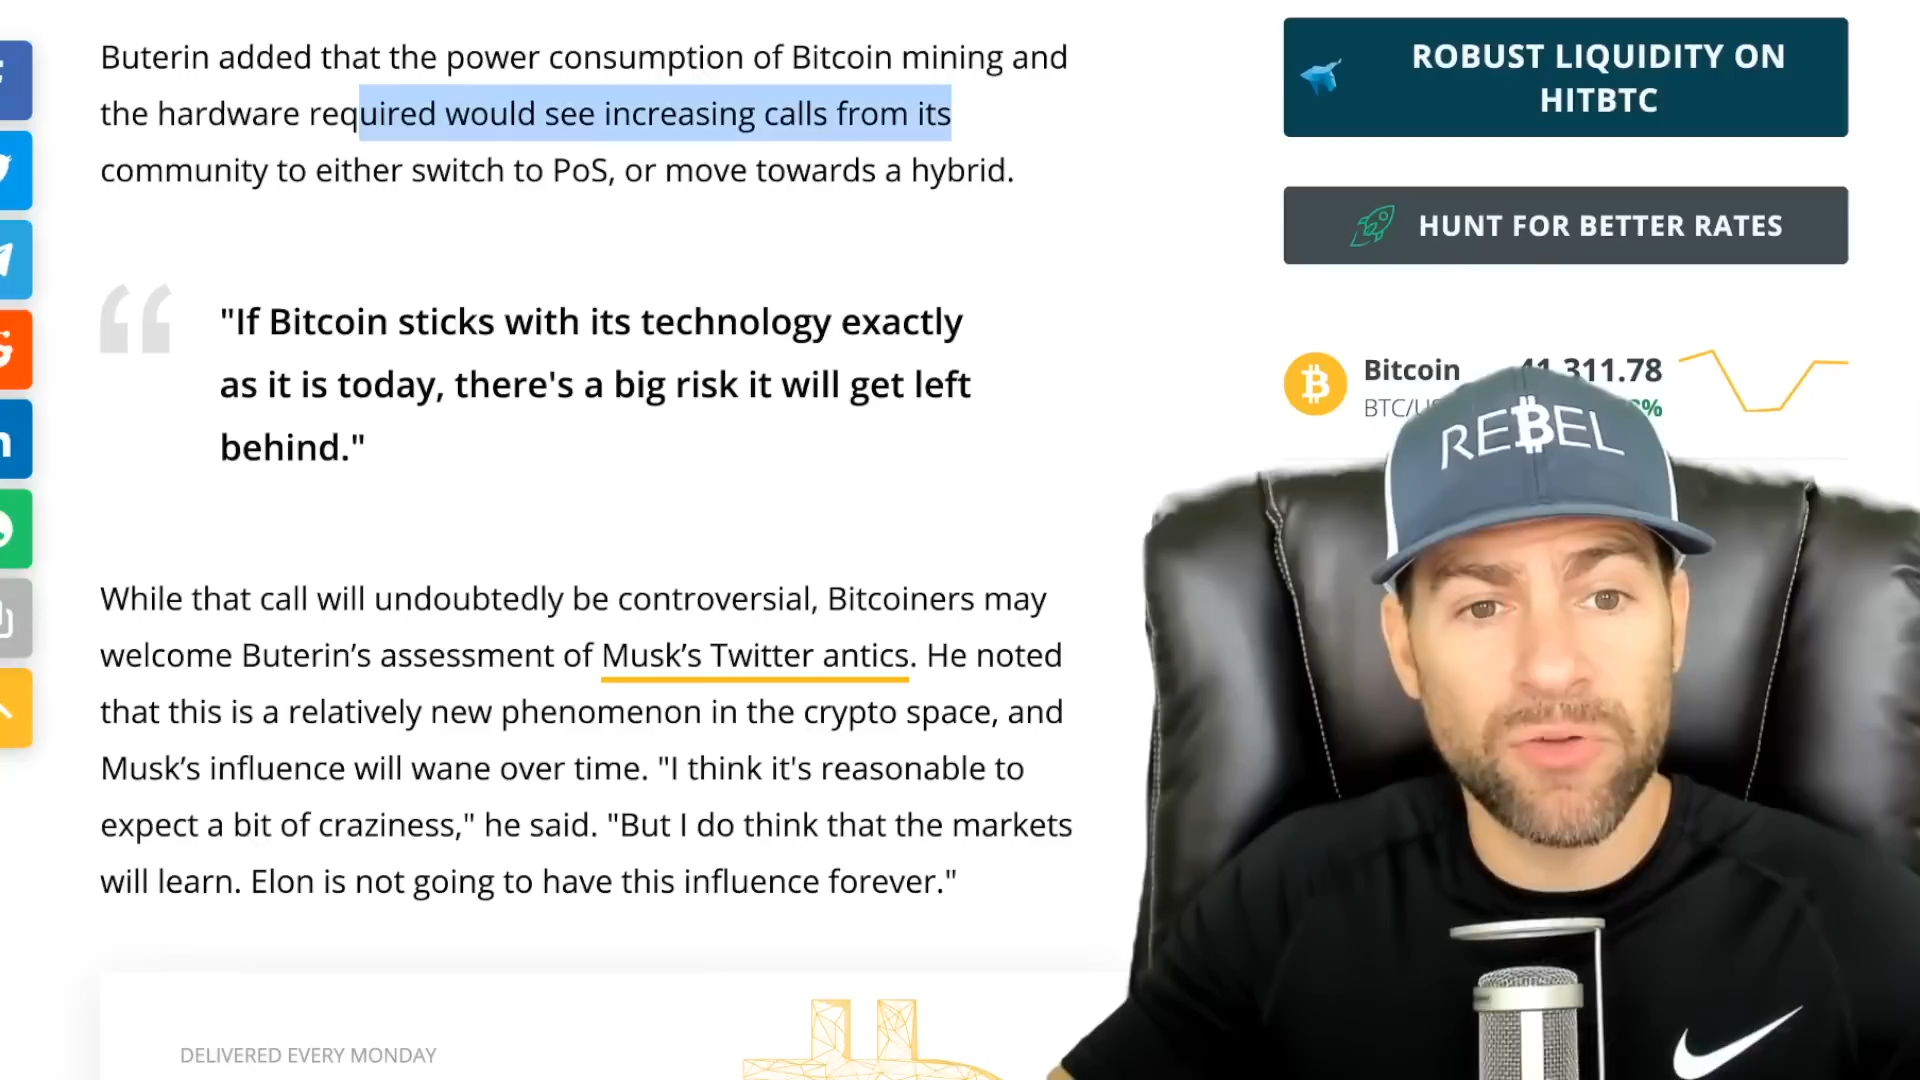 Buterin added that the power consumption of Bitcoin mining and
the hardware required would see increasing calls from its
community to either switch to PoS, or move towards a hybrid.
"If Bitcoin sticks with its technology exactly
as it is today, there's a big risk it will get left
behind."
While that call will undoubtedly be controversial, Bitcoiners may
welcome Buterin’s assessment of Musk’s Twitter antics. He noted
that this is a relatively new phenomenon in the crypto space, and
Musk’s influence will wane over time. "I think it's reasonable to
expect a bit of craziness," he said. "But I do think that the markets
will learn. Elon is not going to have this influence forever."
DELIVERED EVERY MONDAY
ROBUST LIQUIDITY ON
HITBTC
HUNT FOR BETTER RATES
Bitcoin 41,311.78
REBEL